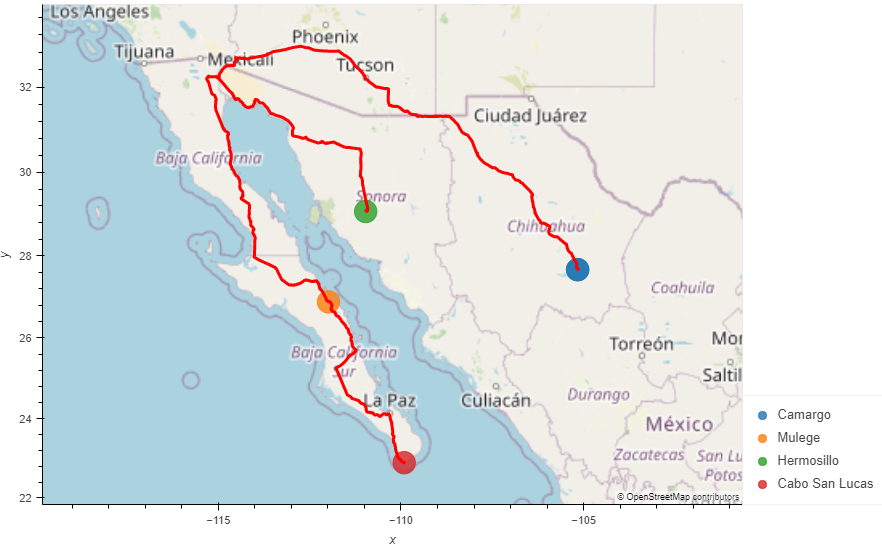 Los Angeles
Phoenix
Tijuana
Mexicali
Tucson
32
Ciudad Juárez
Baja California
30
Sonora
Chihuahua
y
28
Coahuila
26
Torreón
Mon
Baja California
Sur
Saltil
24
La Paz
Culiacán
Durango
México
Camargo
Mulege
Zacatecas
San Lu
Hermosillo
Potos
Cabo San Lucas
22
© OpenStreetMap contributors
−115
−110
−105
x